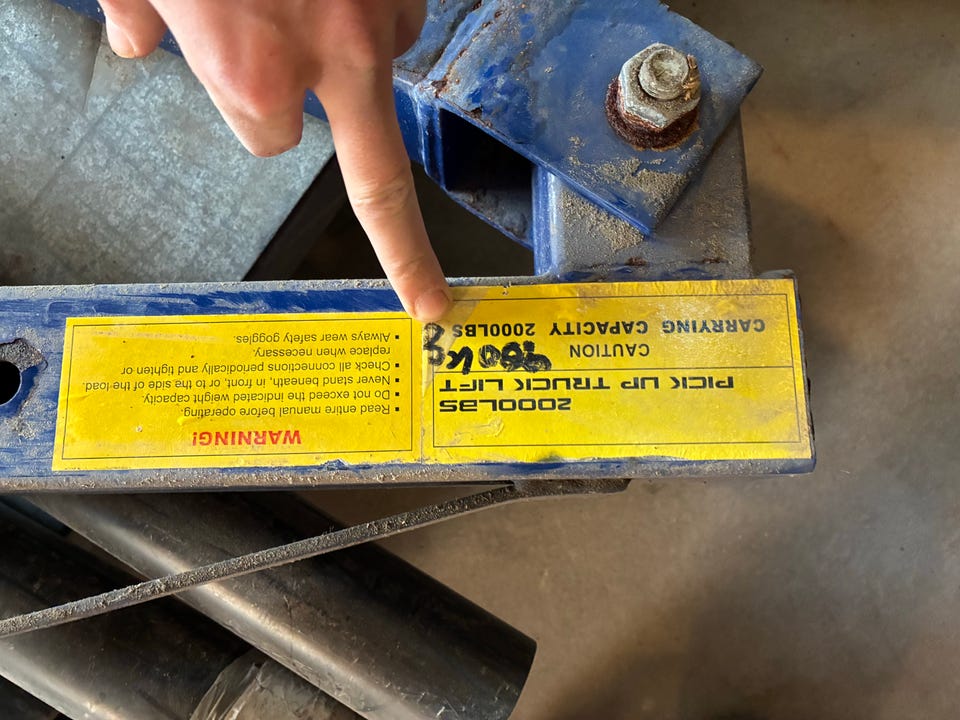 2000LBS
PICK UP TRUCK LIFT
CAUTION 900kg
CARRYING CAPACITY 2000LBS
WARNING!
▪ Read entire manual before operating.
▪ Do not exceed the indicated weight capacity.
▪ Never stand beneath, in front, or to the side of the load.
▪ Check all connections periodically and tighten or
replace when necessary.
▪ Always wear safety goggles.